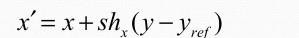 x′ = x + sh_x(y − y_ref)